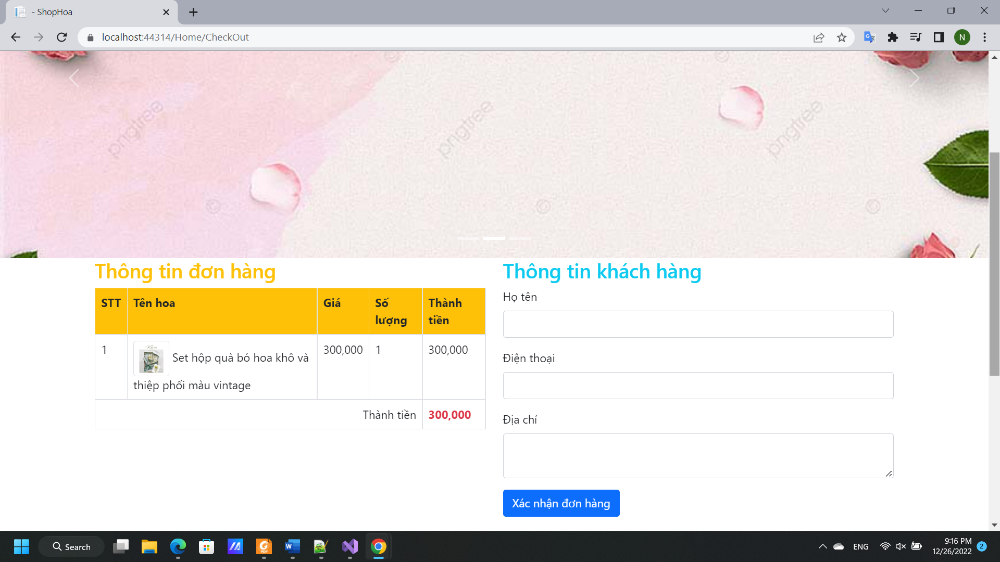 - ShopHoa
localhost:44314/Home/CheckOut
N
pngtree pngtree pngtree
Thông tin đơn hàng
STT Tên hoa Giá Số lượng Thành tiền
1 Set hộp quà bó hoa khô và thiệp phối màu vintage 300,000 1 300,000
Thành tiền 300,000
Thông tin khách hàng
Họ tên
Điện thoại
Địa chỉ
Xác nhận đơn hàng
Search
ENG
9:16 PM
12/26/2022
2